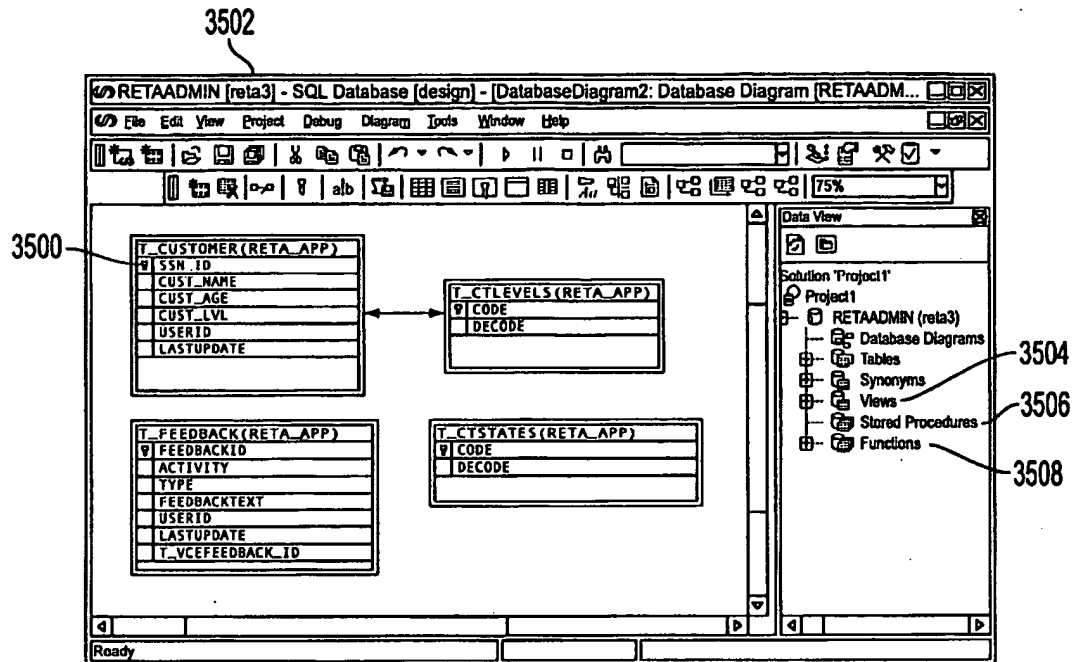 3502
RETAADMIN [reta3] - SQL Database [design] - [DatabaseDiagram2: Database Diagram [RETAADM...
File Edit View Project Debug Diagram Tools Window Help
a|b
75%
3500
T_CUSTOMER(RETA_APP)
SSN_ID
CUST_NAME
CUST_AGE
CUST_LVL
USERID
LASTUPDATE
T_CTLEVELS(RETA_APP)
CODE
DECODE
T_FEEDBACK(RETA_APP)
FEEDBACKID
ACTIVITY
TYPE
FEEDBACKTEXT
USERID
LASTUPDATE
T_VCEFEEDBACK_ID
T_CTSTATES(RETA_APP)
CODE
DECODE
Data View
Solution 'Project1'
Project1
RETAADMIN (reta3)
Database Diagrams
Tables
Synonyms
Views
Stored Procedures
Functions
3504
3506
3508
Ready